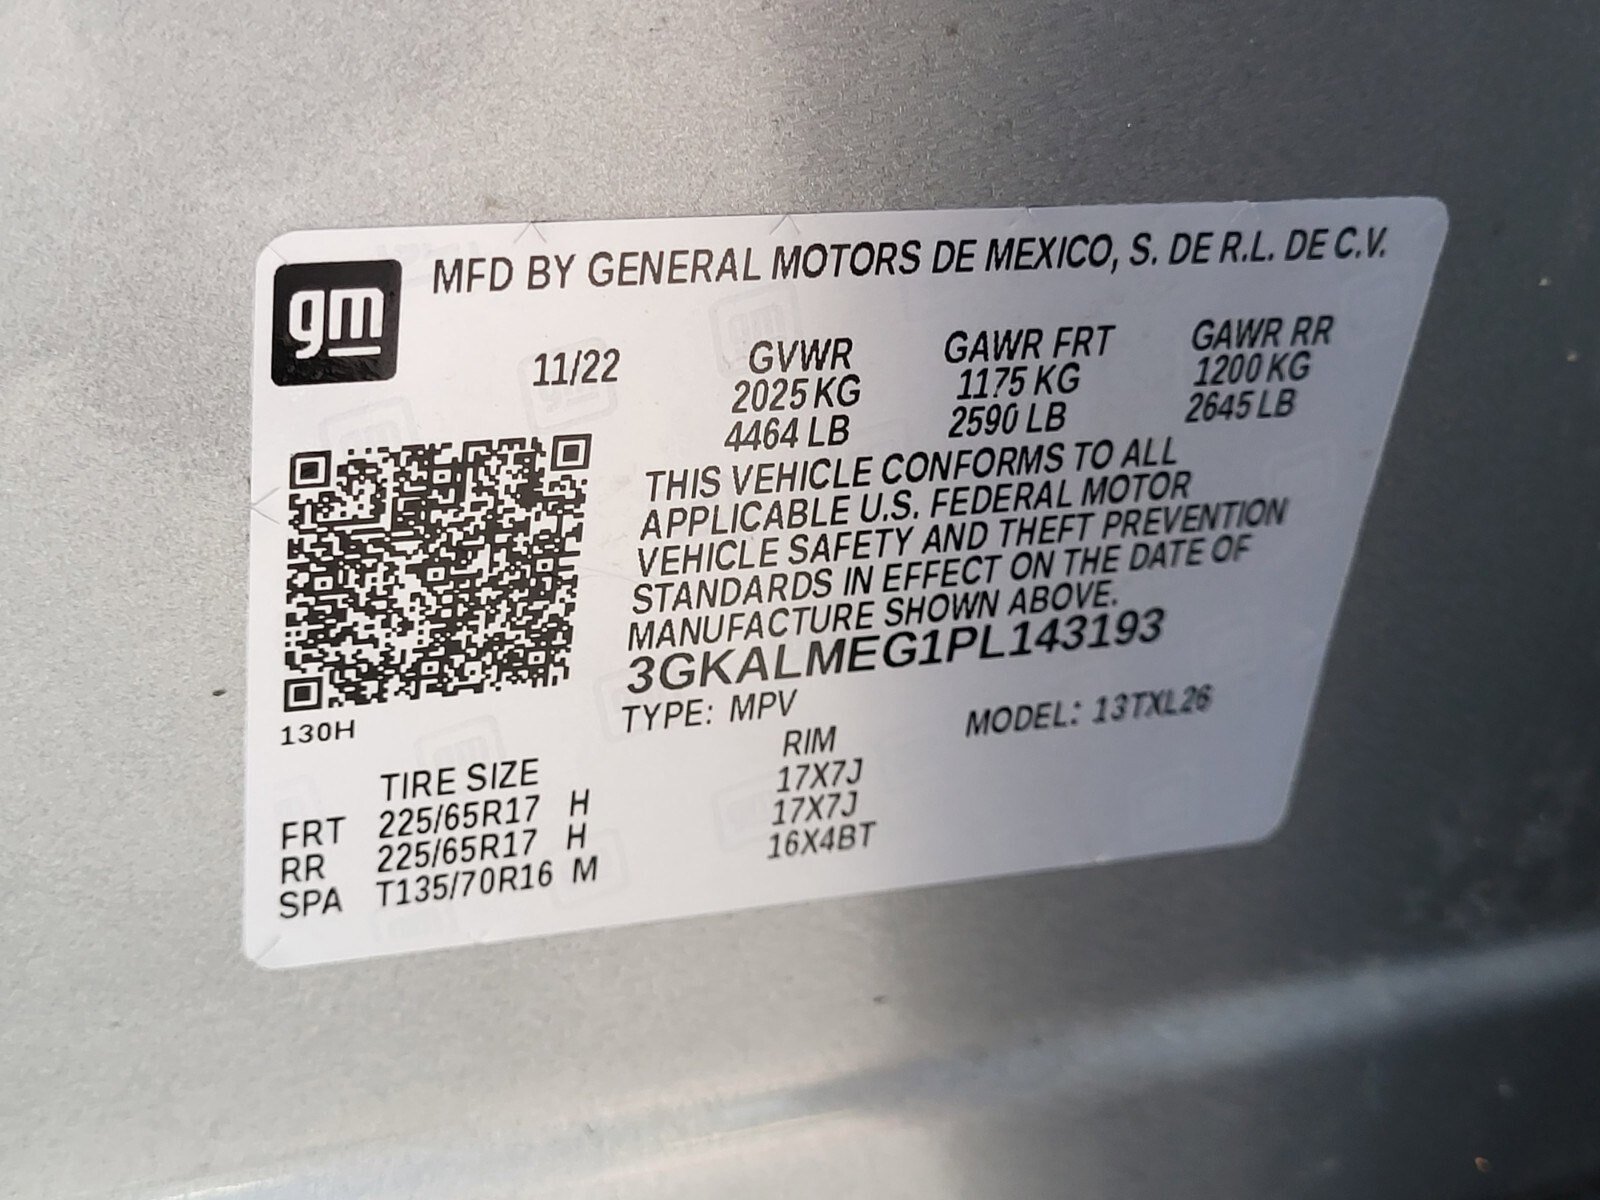 gm
MFD BY GENERAL MOTORS DE MEXICO, S. DE R.L. DE C.V.
11/22 GVWR GAWR FRT GAWR RR
2025 KG 1175 KG 1200 KG
4464 LB 2590 LB 2645 LB
THIS VEHICLE CONFORMS TO ALL
APPLICABLE U.S. FEDERAL MOTOR
VEHICLE SAFETY AND THEFT PREVENTION
STANDARDS IN EFFECT ON THE DATE OF
MANUFACTURE SHOWN ABOVE.
3GKALMEG1PL143193
TYPE: MPV MODEL: 13TXL26
130H
TIRE SIZE RIM
FRT 225/65R17 H 17X7J
RR 225/65R17 H 17X7J
SPA T135/70R16 M 16X4BT